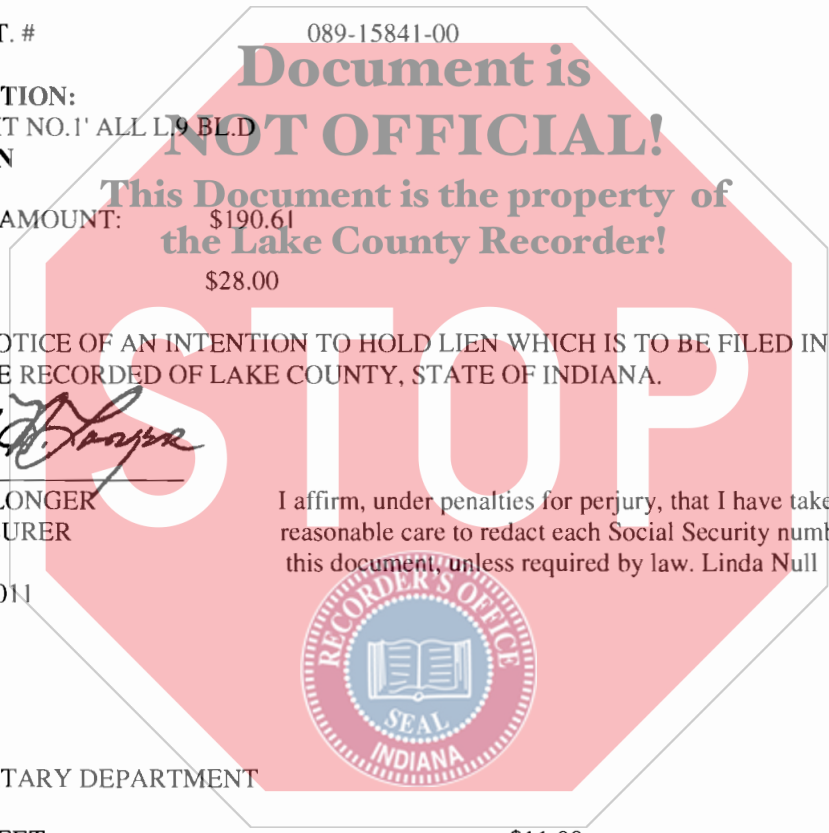 T. # 089-15841-00
Document is
TION:
IT NO.1' ALL L.9 BL.D
NOT OFFICIAL!
N
This Document is the property of
AMOUNT: $190.61
the Lake County Recorder!
$28.00
STOP
OTICE OF AN INTENTION TO HOLD LIEN WHICH IS TO BE FILED IN
E RECORDED OF LAKE COUNTY, STATE OF INDIANA.
LONGER I affirm, under penalties for perjury, that I have take
URER reasonable care to redact each Social Security numb
this document, unless required by law. Linda Null
011
RECORDER'S OFFICE
SEAL
INDIANA
TARY DEPARTMENT